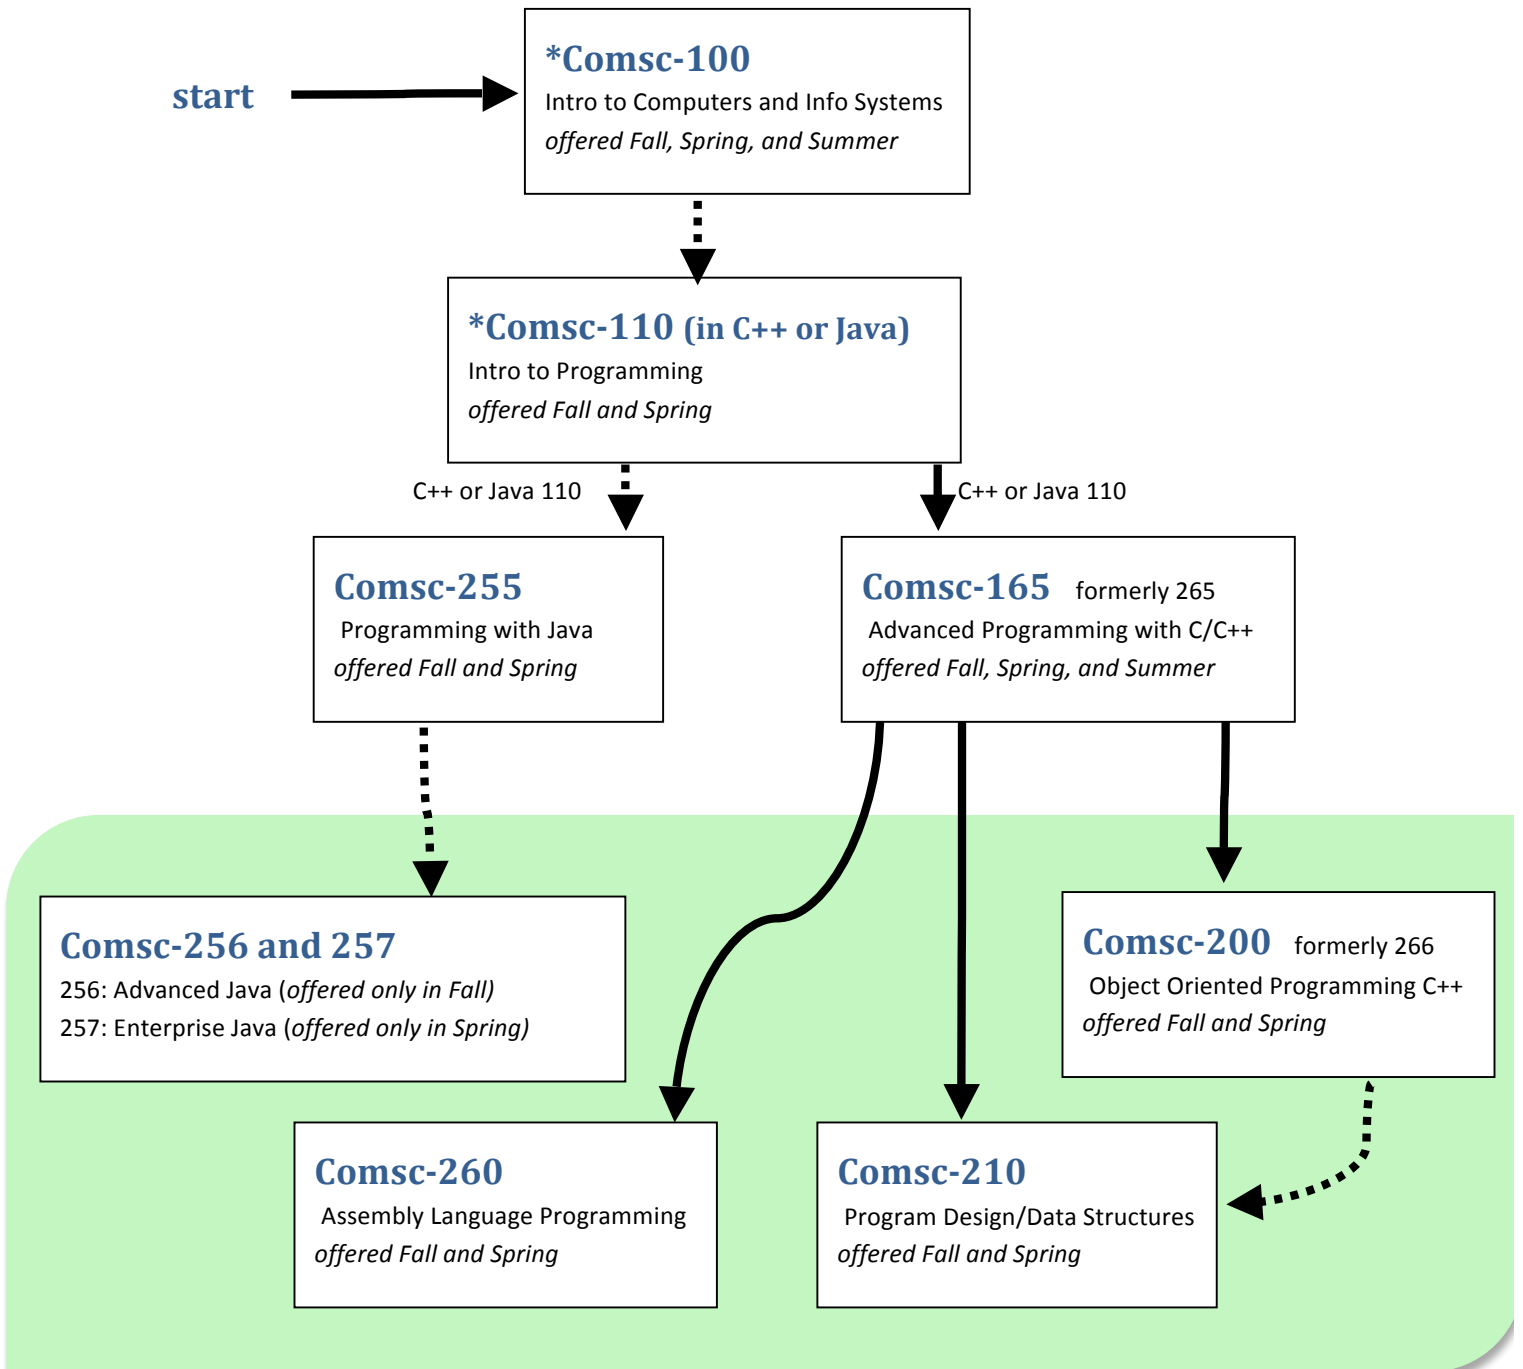 start
*Comsc-100
Intro to Computers and Info Systems
offered Fall, Spring, and Summer
*Comsc-110 (in C++ or Java)
Intro to Programming
offered Fall and Spring
C++ or Java 110
C++ or Java 110
Comsc-255
Programming with Java
offered Fall and Spring
Comsc-165 formerly 265
Advanced Programming with C/C++
offered Fall, Spring, and Summer
Comsc-256 and 257
256: Advanced Java (offered only in Fall)
257: Enterprise Java (offered only in Spring)
Comsc-200 formerly 266
Object Oriented Programming C++
offered Fall and Spring
Comsc-260
Assembly Language Programming
offered Fall and Spring
Comsc-210
Program Design/Data Structures
offered Fall and Spring